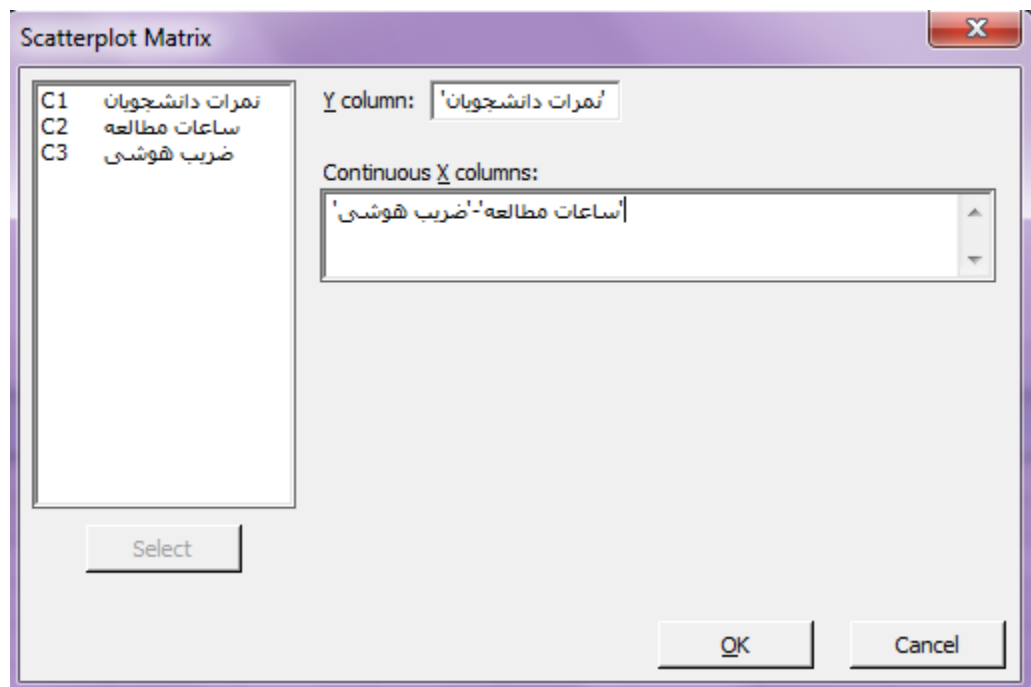 Scatterplot Matrix
C1 نمرات دانشجویان
C2 ساعات مطالعه
C3 ضریب هوشی
Y column: 'نمرات دانشجویان'
Continuous X columns:
'ساعات مطالعه'-'ضریب هوشی'
Select
OK
Cancel